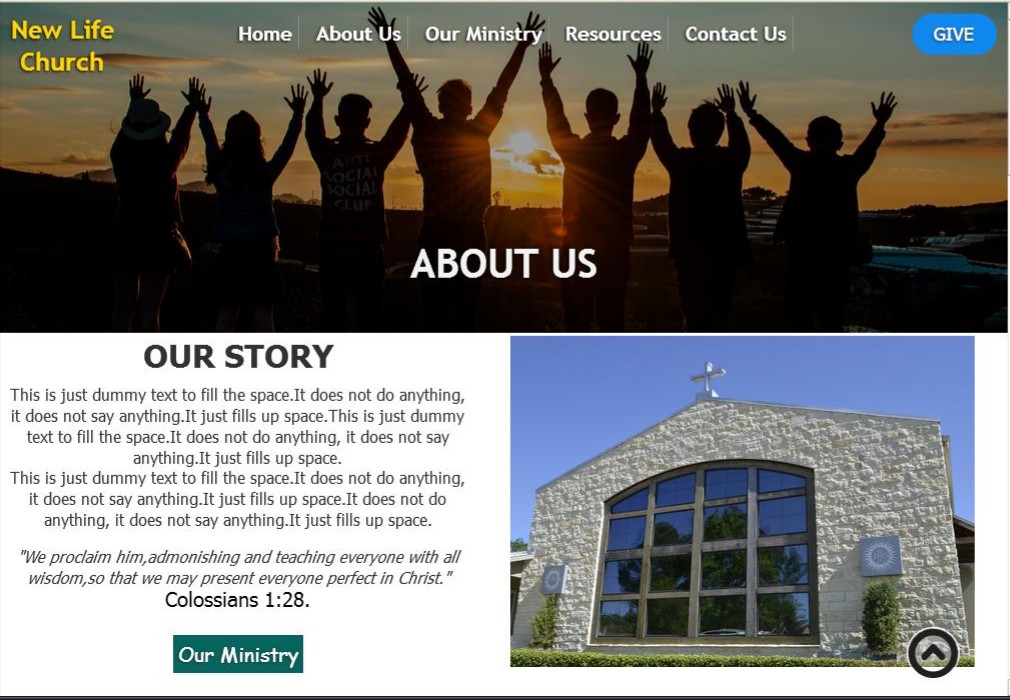 New Life
Church
Home
About Us
Our Ministry
Resources
Contact Us
GIVE
ANTI
SOCIAL
SOCIAL
CLUP
ABOUT US
OUR STORY
This is just dummy text to fill the space.It does not do anything,
it does not say anything.It just fills up space.This is just dummy
text to fill the space.It does not do anything, it does not say
anything.It just fills up space.
This is just dummy text to fill the space.It does not do anything,
it does not say anything.It just fills up space.It does not do
anything, it does not say anything.It just fills up space.
"We proclaim him,admonishing and teaching everyone with all
wisdom,so that we may present everyone perfect in Christ."
Colossians 1:28.
Our Ministry